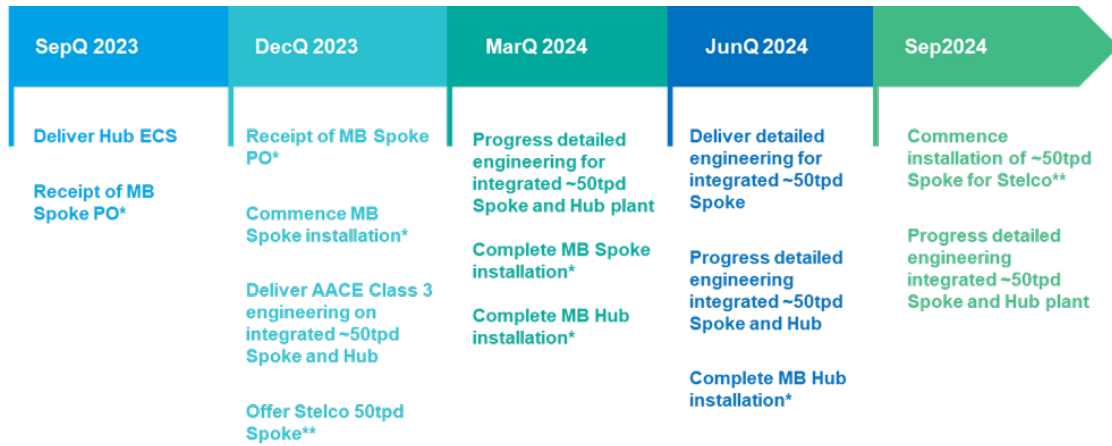 SepQ 2023
DecQ 2023
MarQ 2024
JunQ 2024
Sep2024
Deliver Hub ECS
Receipt of MB
Spoke PO*
Receipt of MB Spoke
PO*
Commence MB
Spoke installation*
Deliver AACE Class 3
engineering on
integrated ~50tpd
Spoke and Hub
Offer Stelco 50tpd
Spoke**
Progress detailed
engineering for
integrated ~50tpd
Spoke and Hub plant
Complete MB Spoke
installation*
Complete MB Hub
installation*
Deliver detailed
engineering for
integrated ~50tpd
Spoke
Progress detailed
engineering
integrated ~50tpd
Spoke and Hub
Complete MB Hub
installation*
Commence
installation of ~50tpd
Spoke for Stelco**
Progress detailed
engineering
integrated ~50tpd
Spoke and Hub plant